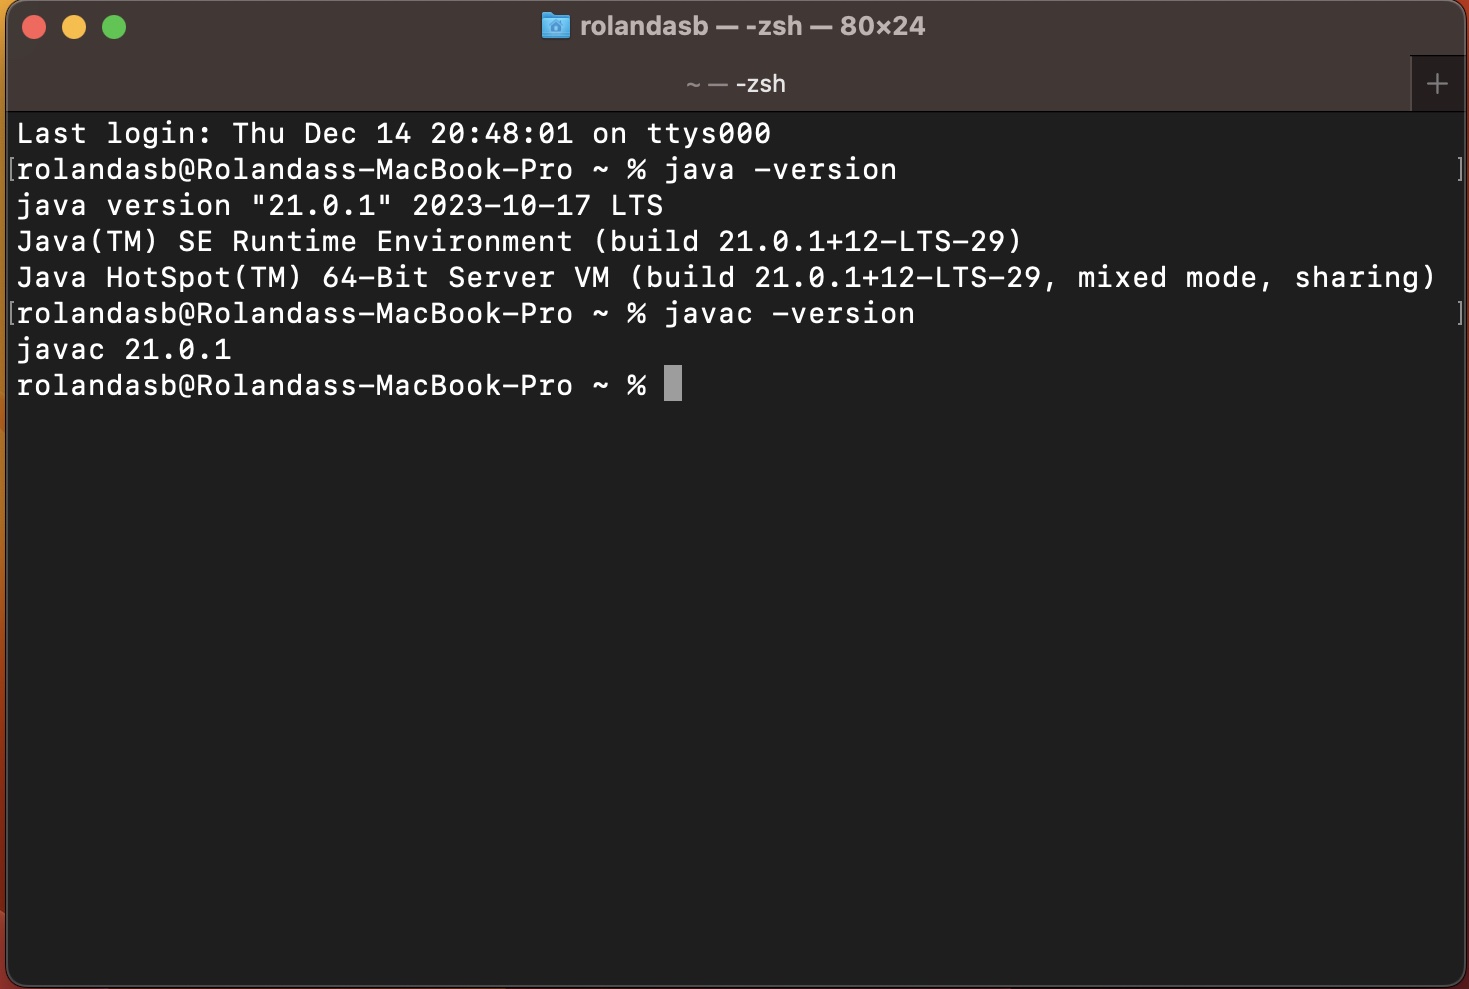 rolandasb — -zsh — 80×24
~ — -zsh
+
Last login: Thu Dec 14 20:48:01 on ttys000
[rolandasb@Rolandass-MacBook-Pro ~ % java -version]
java version "21.0.1" 2023-10-17 LTS
Java(TM) SE Runtime Environment (build 21.0.1+12-LTS-29)
Java HotSpot(TM) 64-Bit Server VM (build 21.0.1+12-LTS-29, mixed mode, sharing)
[rolandasb@Rolandass-MacBook-Pro ~ % javac -version]
javac 21.0.1
rolandasb@Rolandass-MacBook-Pro ~ %